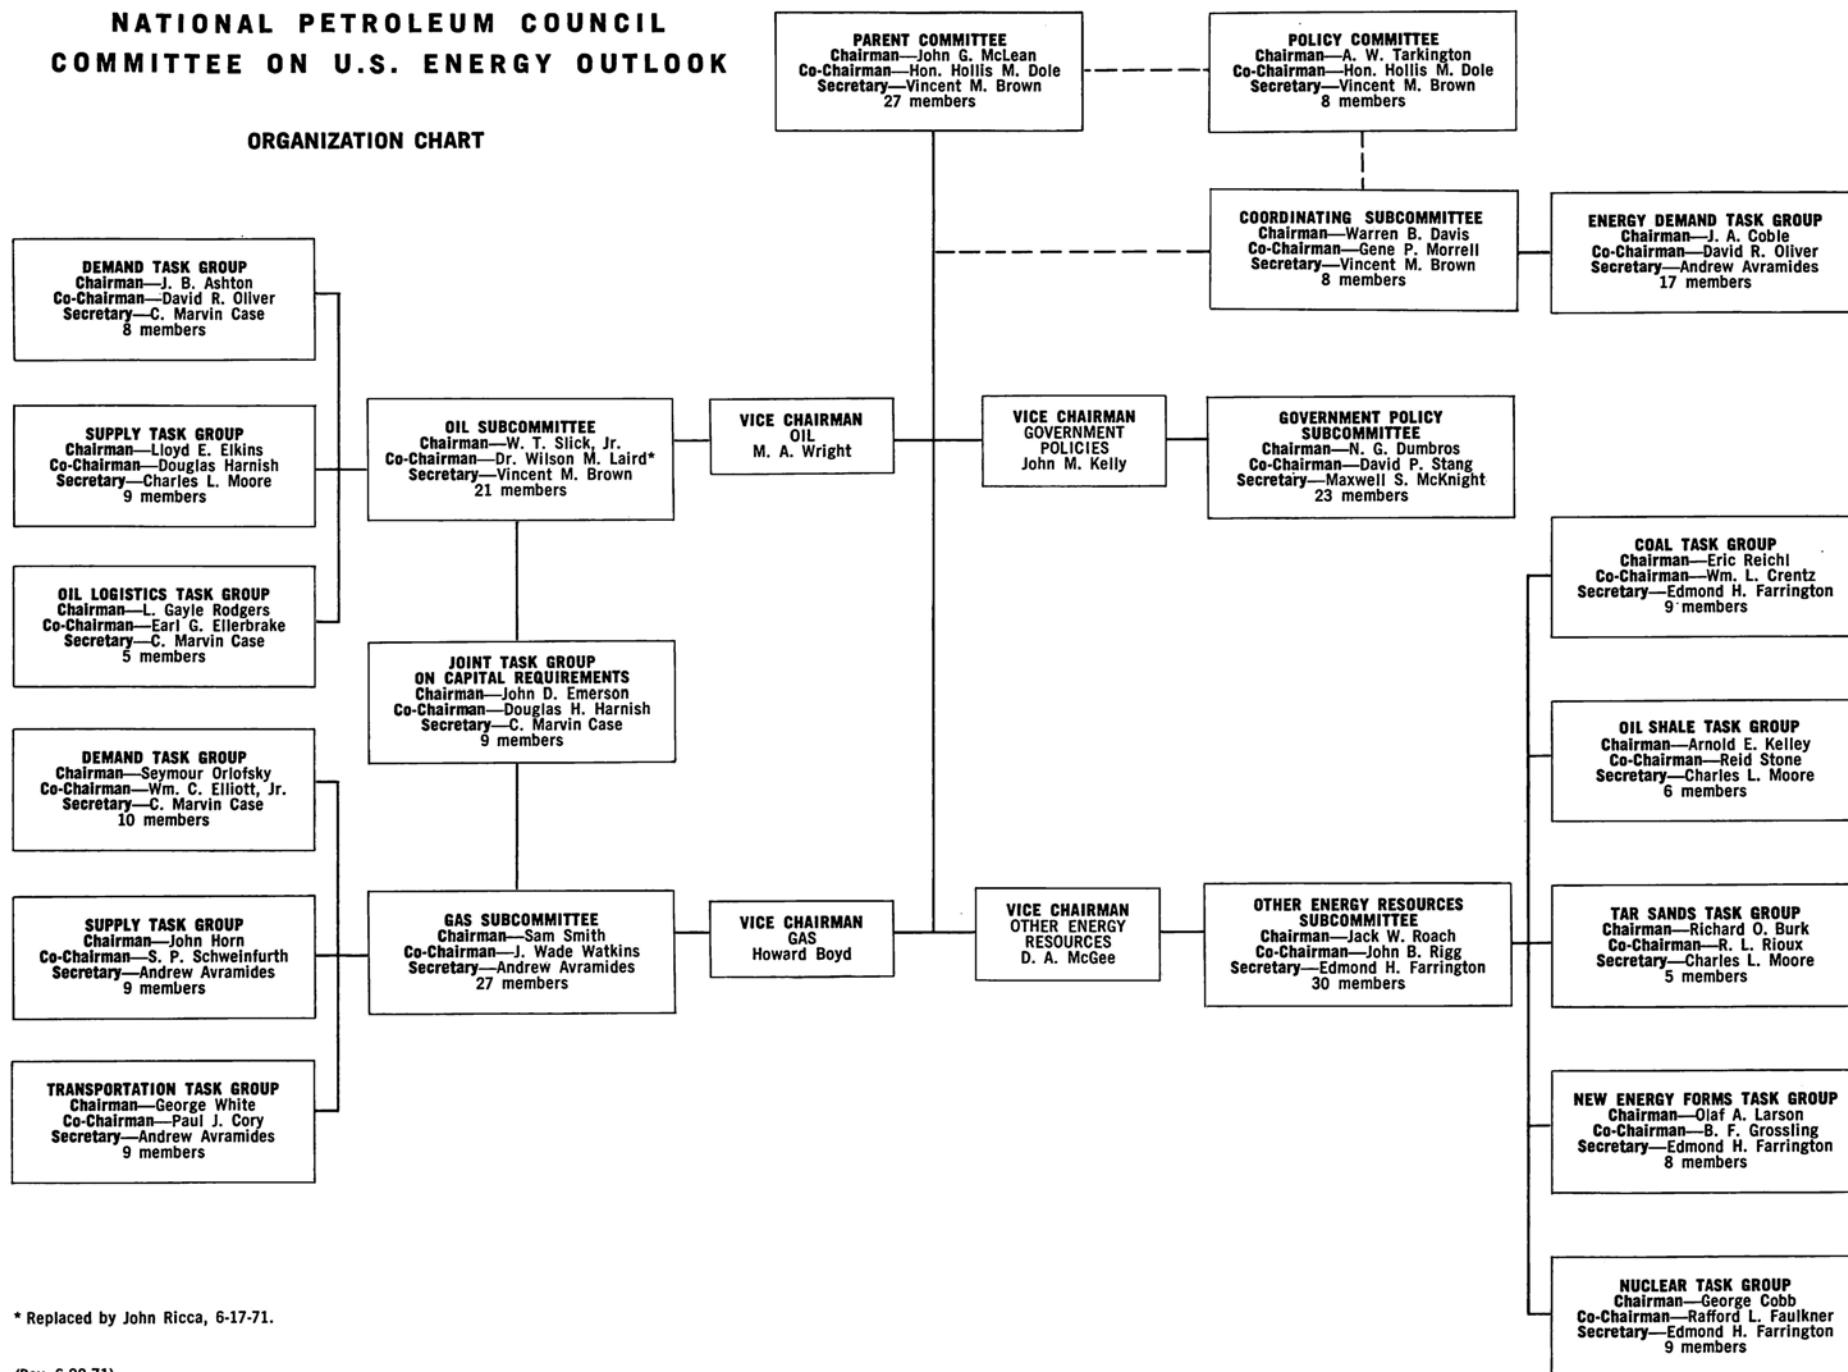 NATIONAL PETROLEUM COUNCIL
COMMITTEE ON U.S. ENERGY OUTLOOK
ORGANIZATION CHART
PARENT COMMITTEE
Chairman—John G. McLean
Co-Chairman—Hon. Hollis M. Dole
Secretary—Vincent M. Brown
27 members
POLICY COMMITTEE
Chairman—A. W. Tarkington
Co-Chairman—Hon. Hollis M. Dole
Secretary—Vincent M. Brown
8 members
COORDINATING SUBCOMMITTEE
Chairman—Warren B. Davis
Co-Chairman—Gene P. Morrell
Secretary—Vincent M. Brown
8 members
ENERGY DEMAND TASK GROUP
Chairman—J. A. Coble
Co-Chairman—David R. Oliver
Secretary—Andrew Avramides
17 members
DEMAND TASK GROUP
Chairman—J. B. Ashton
Co-Chairman—David R. Oliver
Secretary—C. Marvin Case
8 members
SUPPLY TASK GROUP
Chairman—Lloyd E. Elkins
Co-Chairman—Douglas Harnish
Secretary—Charles L. Moore
9 members
OIL LOGISTICS TASK GROUP
Chairman—L. Gayle Rodgers
Co-Chairman—Earl G. Ellerbrake
Secretary—C. Marvin Case
5 members
OIL SUBCOMMITTEE
Chairman—W. T. Slick, Jr.
Co-Chairman—Dr. Wilson M. Laird*
Secretary—Vincent M. Brown
21 members
VICE CHAIRMAN
OIL
M. A. Wright
VICE CHAIRMAN
GOVERNMENT
POLICIES
John M. Kelly
GOVERNMENT POLICY
SUBCOMMITTEE
Chairman—N. G. Dumbros
Co-Chairman—David P. Stang
Secretary—Maxwell S. McKnight
23 members
JOINT TASK GROUP
ON CAPITAL REQUIREMENTS
Chairman—John D. Emerson
Co-Chairman—Douglas H. Harnish
Secretary—C. Marvin Case
9 members
DEMAND TASK GROUP
Chairman—Seymour Orlofsky
Co-Chairman—Wm. C. Elliott, Jr.
Secretary—C. Marvin Case
10 members
SUPPLY TASK GROUP
Chairman—John Horn
Co-Chairman—S. P. Schweinfurth
Secretary—Andrew Avramides
9 members
TRANSPORTATION TASK GROUP
Chairman—George White
Co-Chairman—Paul J. Cory
Secretary—Andrew Avramides
9 members
GAS SUBCOMMITTEE
Chairman—Sam Smith
Co-Chairman—J. Wade Watkins
Secretary—Andrew Avramides
27 members
VICE CHAIRMAN
GAS
Howard Boyd
VICE CHAIRMAN
OTHER ENERGY
RESOURCES
D. A. McGee
OTHER ENERGY RESOURCES
SUBCOMMITTEE
Chairman—Jack W. Roach
Co-Chairman—John B. Rigg
Secretary—Edmond H. Farrington
30 members
COAL TASK GROUP
Chairman—Eric Reichl
Co-Chairman—Wm. L. Crentz
Secretary—Edmond H. Farrington
9 members
OIL SHALE TASK GROUP
Chairman—Arnold E. Kelley
Co-Chairman—Reid Stone
Secretary—Charles L. Moore
6 members
TAR SANDS TASK GROUP
Chairman—Richard O. Burk
Co-Chairman—R. L. Rioux
Secretary—Charles L. Moore
5 members
NEW ENERGY FORMS TASK GROUP
Chairman—Olaf A. Larson
Co-Chairman—B. F. Grossling
Secretary—Edmond H. Farrington
8 members
NUCLEAR TASK GROUP
Chairman—George Cobb
Co-Chairman—Rafford L. Faulkner
Secretary—Edmond H. Farrington
9 members
* Replaced by John Ricca, 6-17-71.